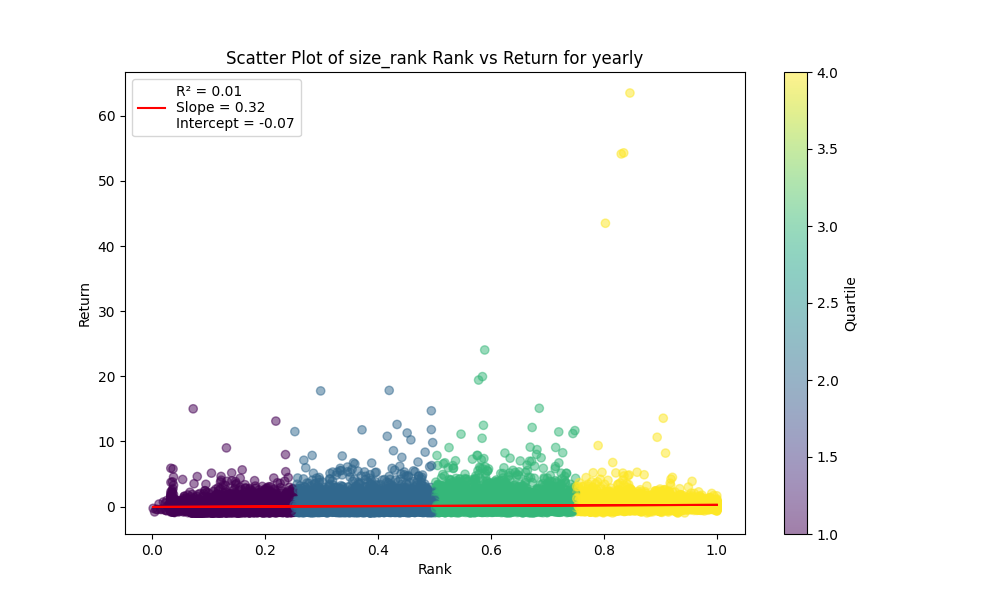 Scatter Plot of size_rank Rank vs Return for yearly
R² = 0.01
Slope = 0.32
Intercept = -0.07
60
50
40
30
20
10
0
Return
0.0 0.2 0.4 0.6 0.8 1.0
Rank
4.0
3.5
3.0
2.5
2.0
1.5
1.0
Quartile